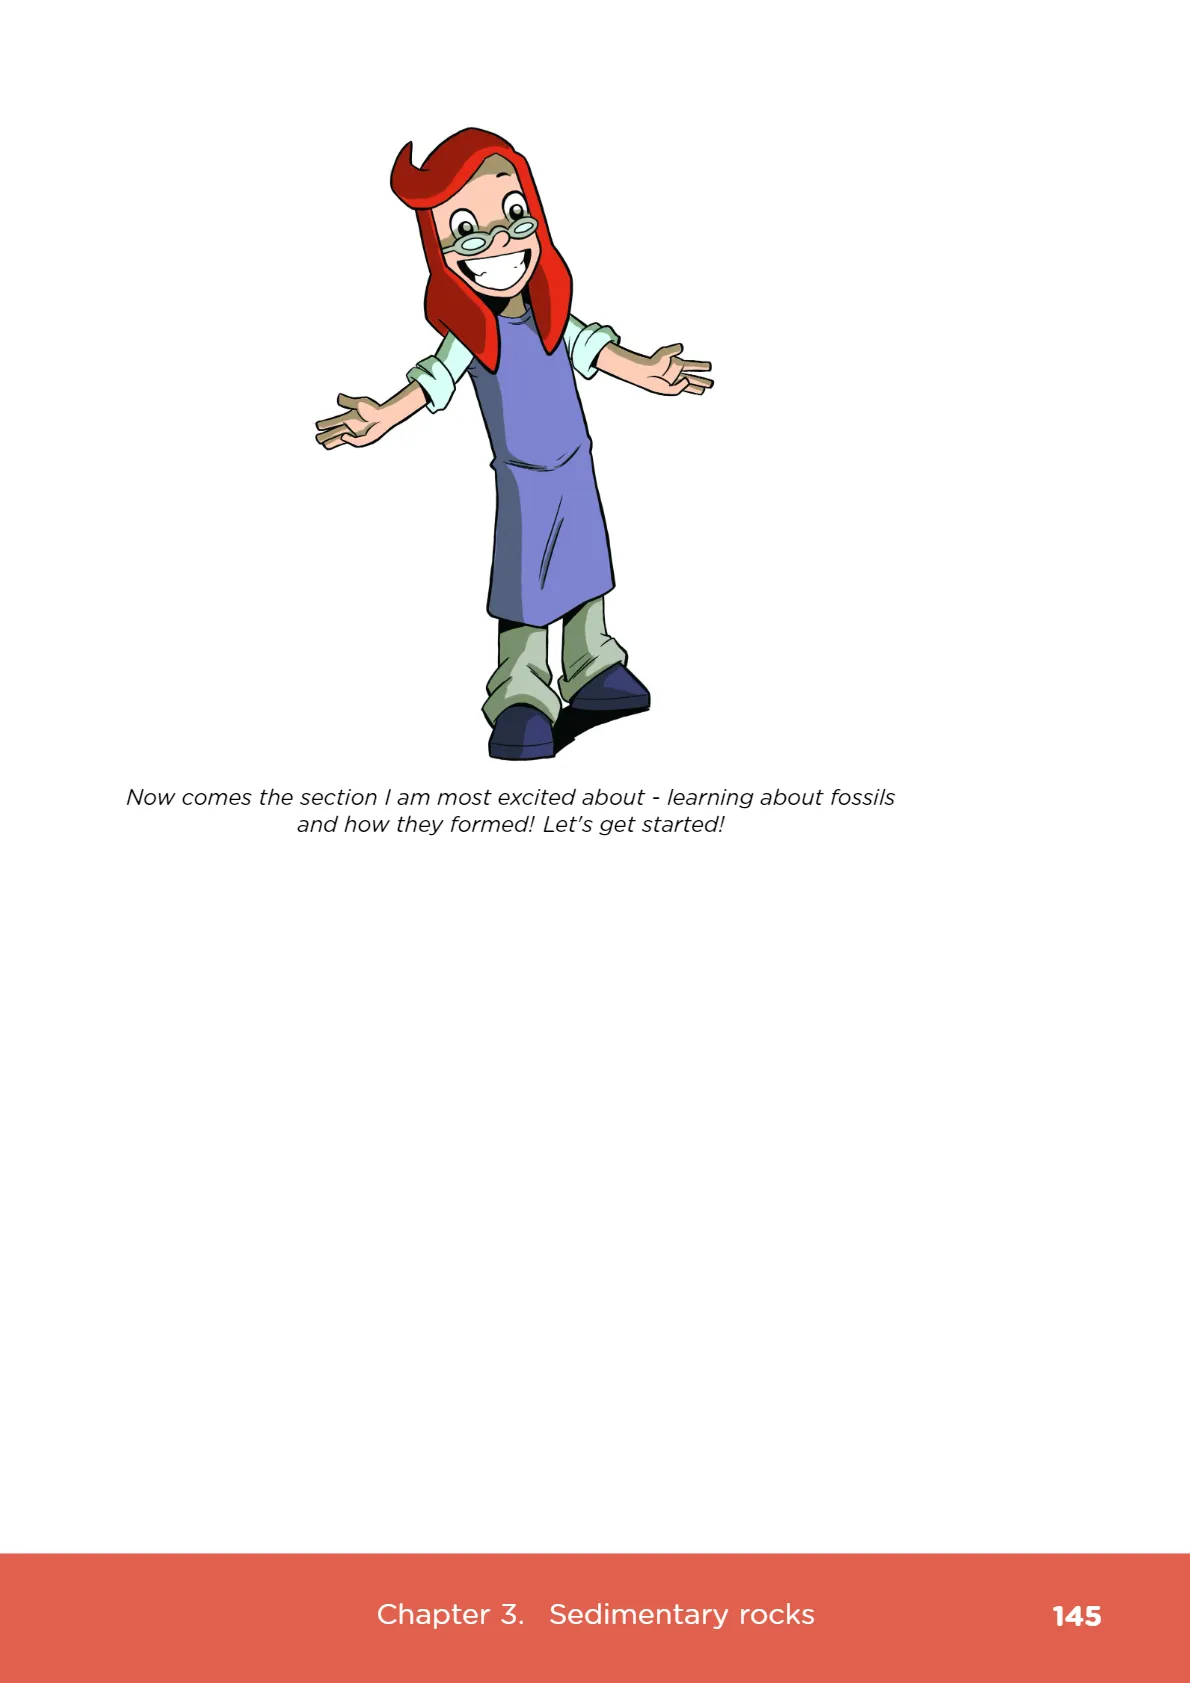 Now comes the section I am most excited about - learning about fossils
and how they formed! Let's get started!
Chapter 3. Sedimentary rocks
145